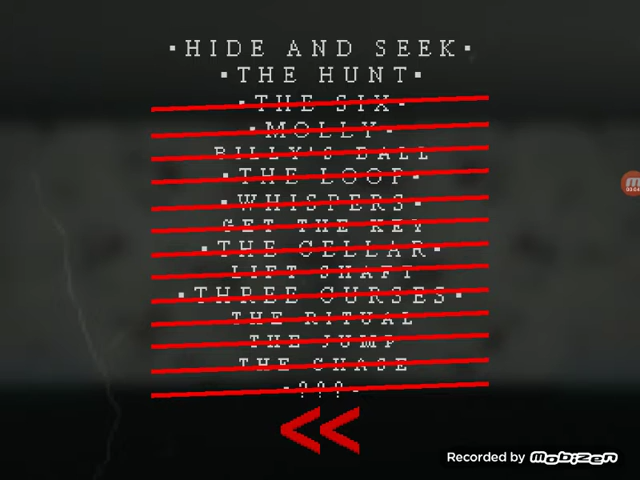 •HIDE AND SEEK•
•THE HUNT•
•THE SIX•
•MOLLY•
BILLY'S BALL
•THE LOOP•
•WHISPERS•
GET THE KEY
•THE CELLAR•
LIFT SHAFT
•THREE CURSES•
THE RITUAL
THE JUMP
THE CHASE
•???•
<<
Recorded by mobizen